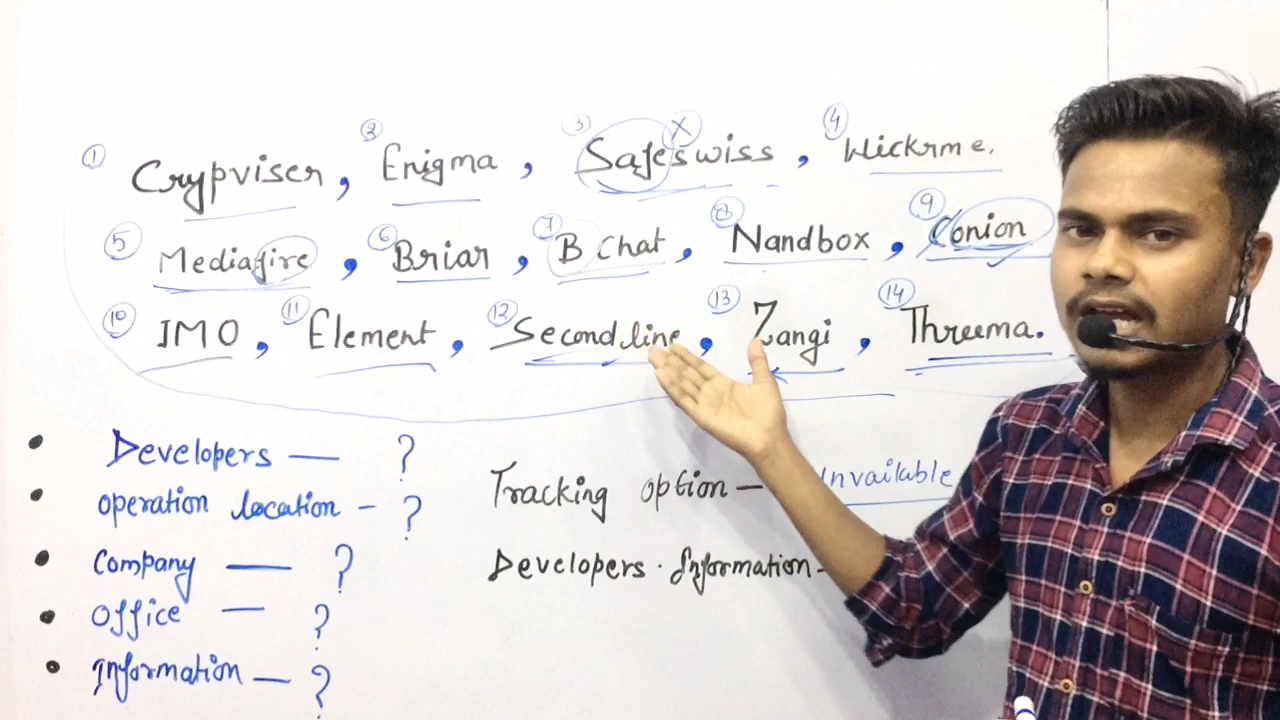 ① Crypviser, ② Enigma, ③ Safeswiss X, ④ Wickrme.
⑤ Mediafire, ⑥ Briar, ⑦ B Chat, ⑧ Nandbox, ⑨ Conion
⑩ IMO, ⑪ Element, ⑫ Second line, ⑬ Zangi, ⑭ Threema.
• Developers — ?
• operation location - ?
• Company — ?
• Office — ?
• Information — ?
Tracking option — Unvailable
Developers. Information -